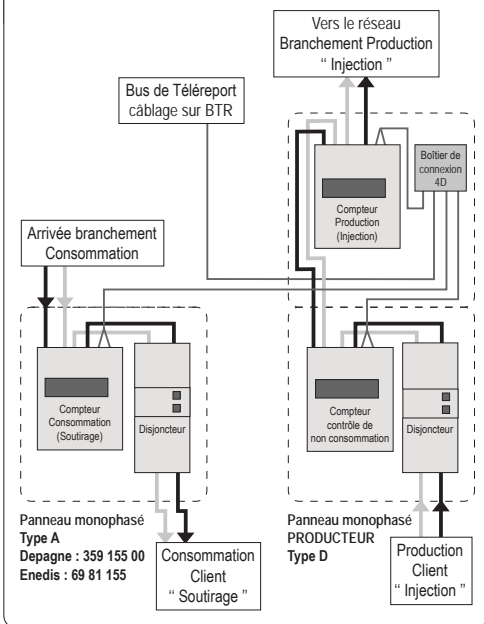 Vers le réseau
Branchement Production
“ Injection ”
Bus de Téléreport
câblage sur BTR
Boîtier de
connexion
4D
Compteur
Production
(Injection)
Arrivée branchement
Consommation
Compteur
Consommation
(Soutirage)
Disjoncteur
Compteur
contrôle de
non consommation
Disjoncteur
Panneau monophasé
Type A
Depagne : 359 155 00
Enedis : 69 81 155
Consommation
Client
“ Soutirage ”
Panneau monophasé
PRODUCTEUR
Type D
Production
Client
“ Injection ”